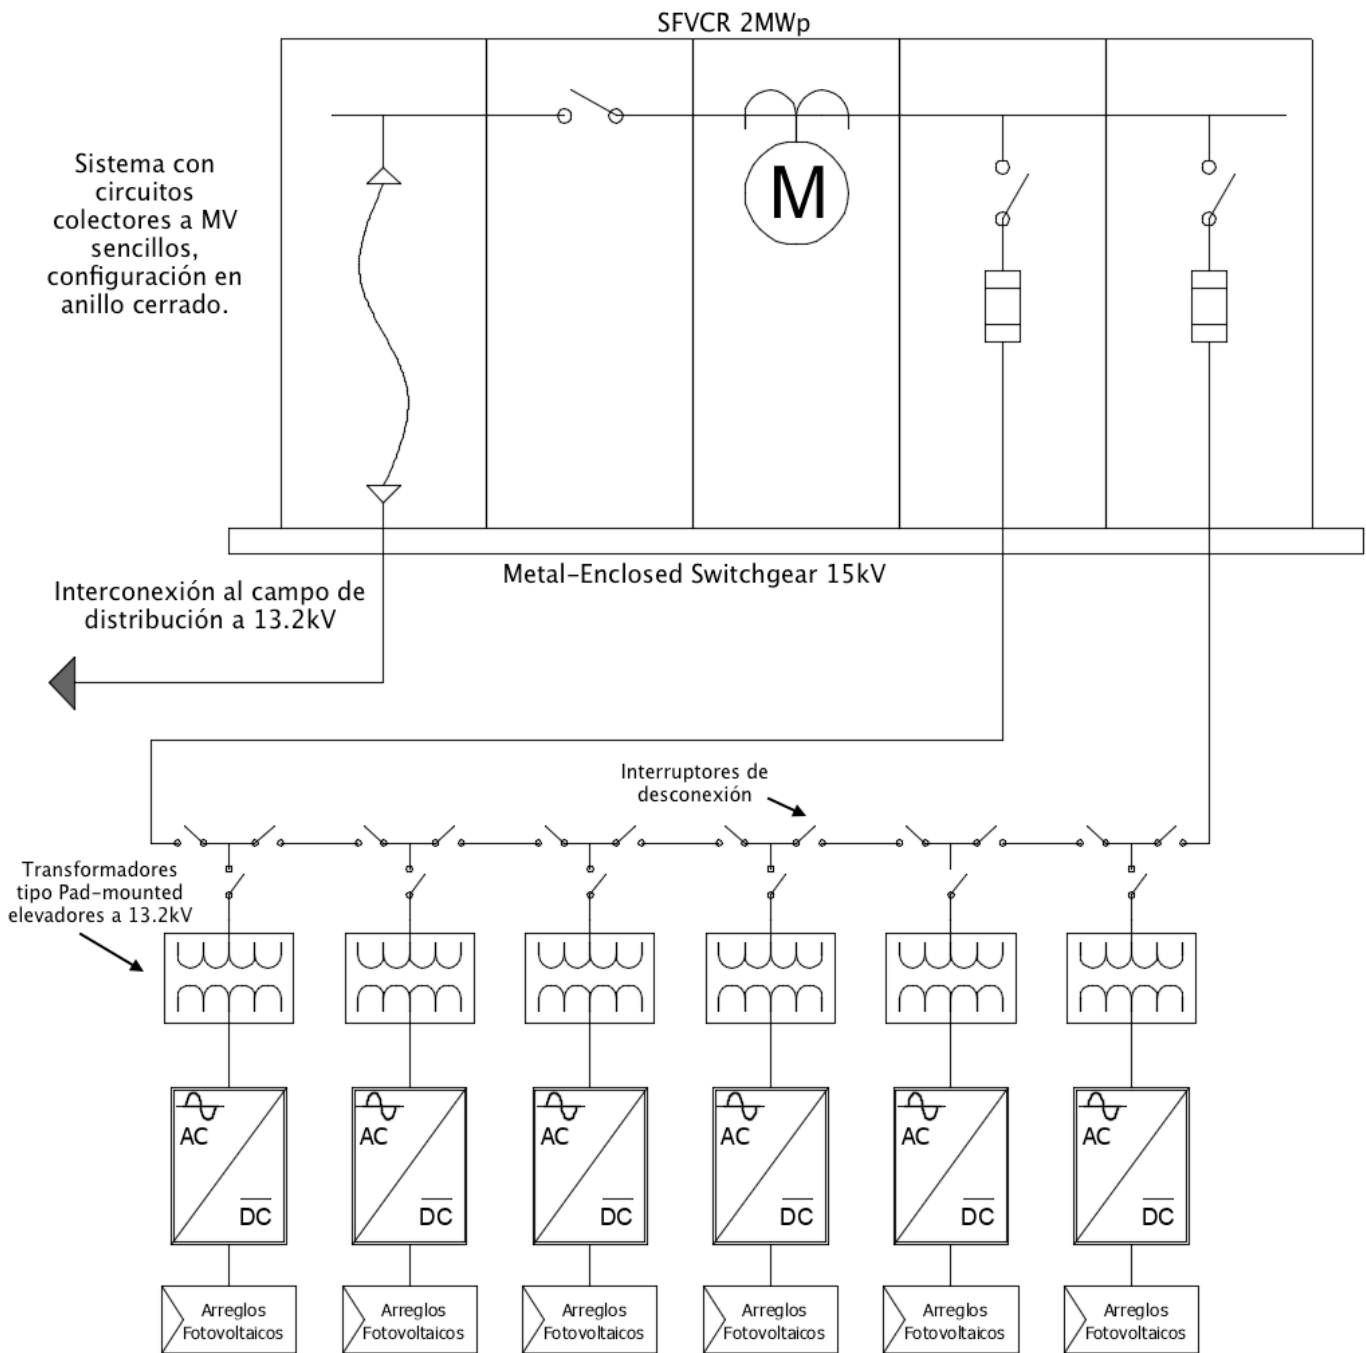 SFVCR 2MWp
Sistema con
circuitos
colectores a MV
sencillos,
configuración en
anillo cerrado.
M
Metal-Enclosed Switchgear 15kV
Interconexión al campo de
distribución a 13.2kV
Interruptores de
desconexión
Transformadores
tipo Pad-mounted
elevadores a 13.2kV
AC
DC
AC
DC
AC
DC
AC
DC
AC
DC
AC
DC
Arreglos
Fotovoltaicos
Arreglos
Fotovoltaicos
Arreglos
Fotovoltaicos
Arreglos
Fotovoltaicos
Arreglos
Fotovoltaicos
Arreglos
Fotovoltaicos